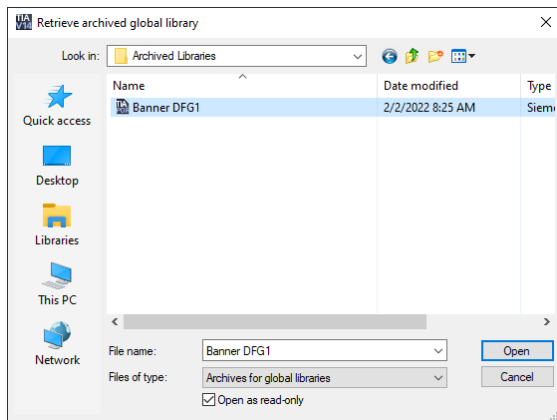 TIA
V14
Retrieve archived global library
Look in:
Archived Libraries
Name
Date modified
Type
Banner DFG1
2/2/2022 8:25 AM
Siem
Quick access
Desktop
Libraries
This PC
Network
File name:
Banner DFG1
Open
Files of type:
Archives for global libraries
Cancel
Open as read-only